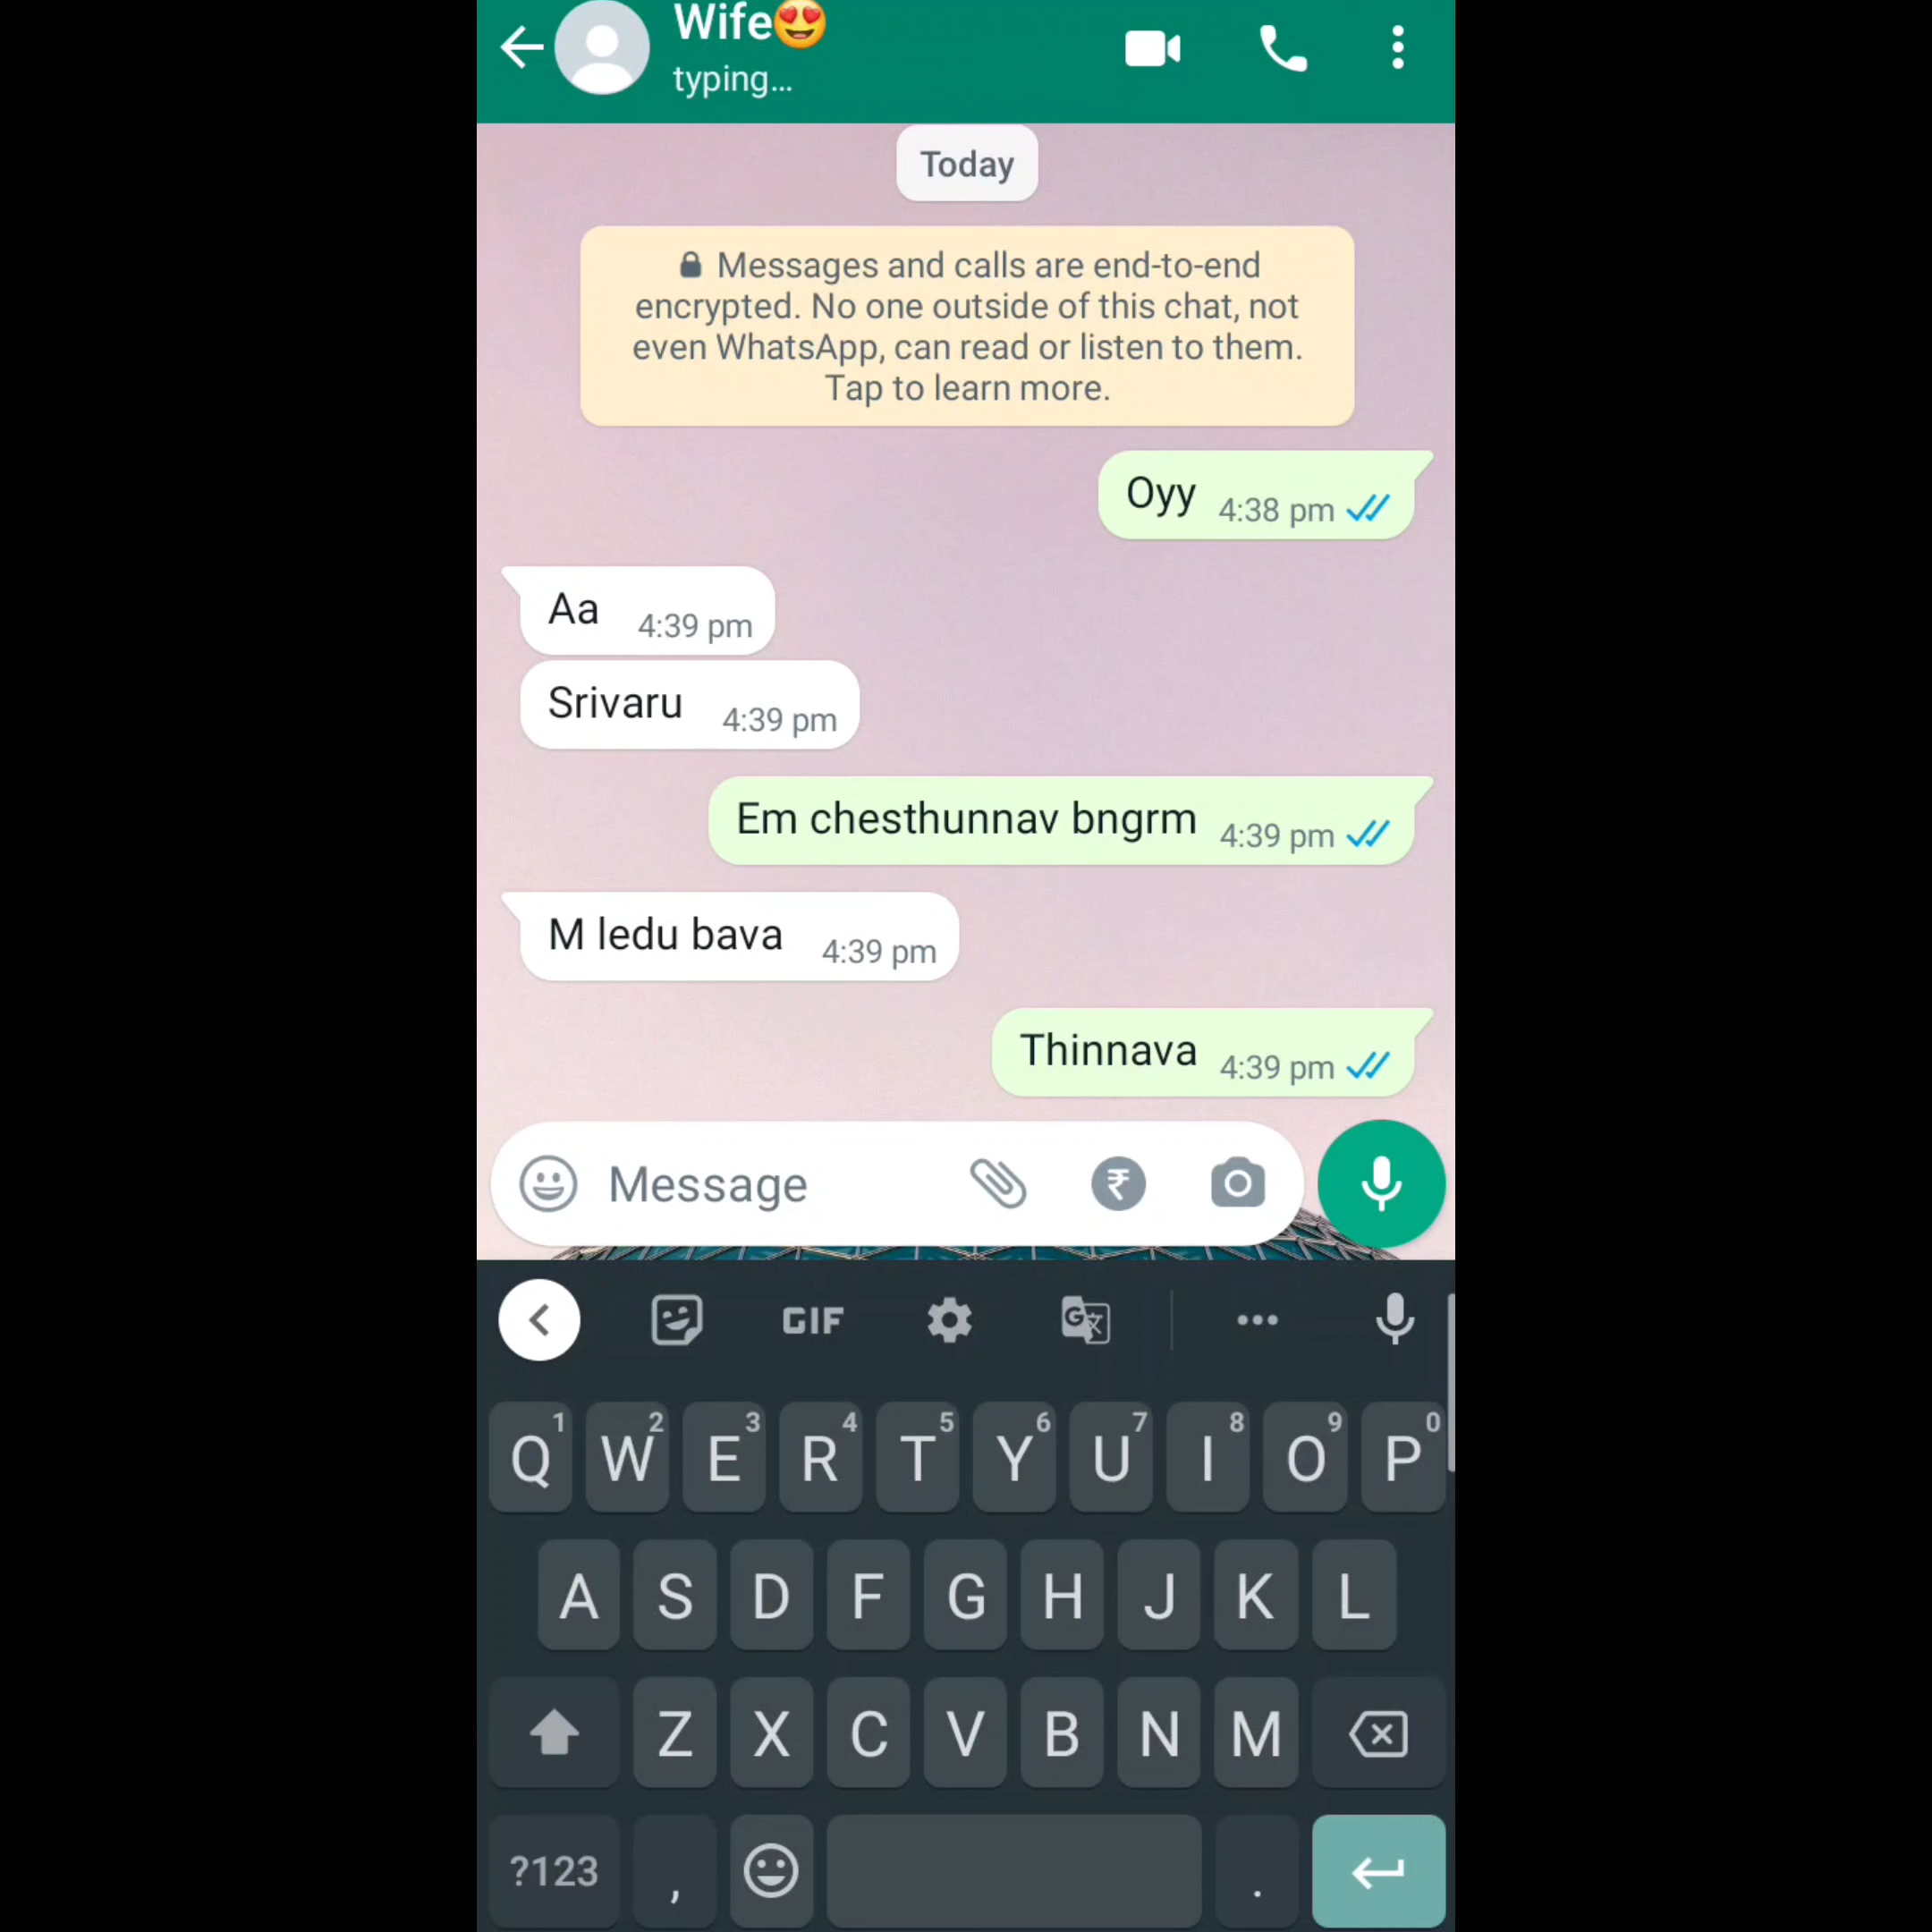 Wife😍
typing...
Today
Messages and calls are end-to-end
encrypted. No one outside of this chat, not
even WhatsApp, can read or listen to them.
Tap to learn more.
Oyy 4:38 pm
Aa 4:39 pm
Srivaru 4:39 pm
Em chesthunnav bngrm 4:39 pm
M ledu bava 4:39 pm
Thinnava 4:39 pm
Message ₹
GIF G
Q1 W2 E3 R4 T5 Y6 U7 I8 O9 P0
A S D F G H J K L
Z X C V B N M
?123 , .